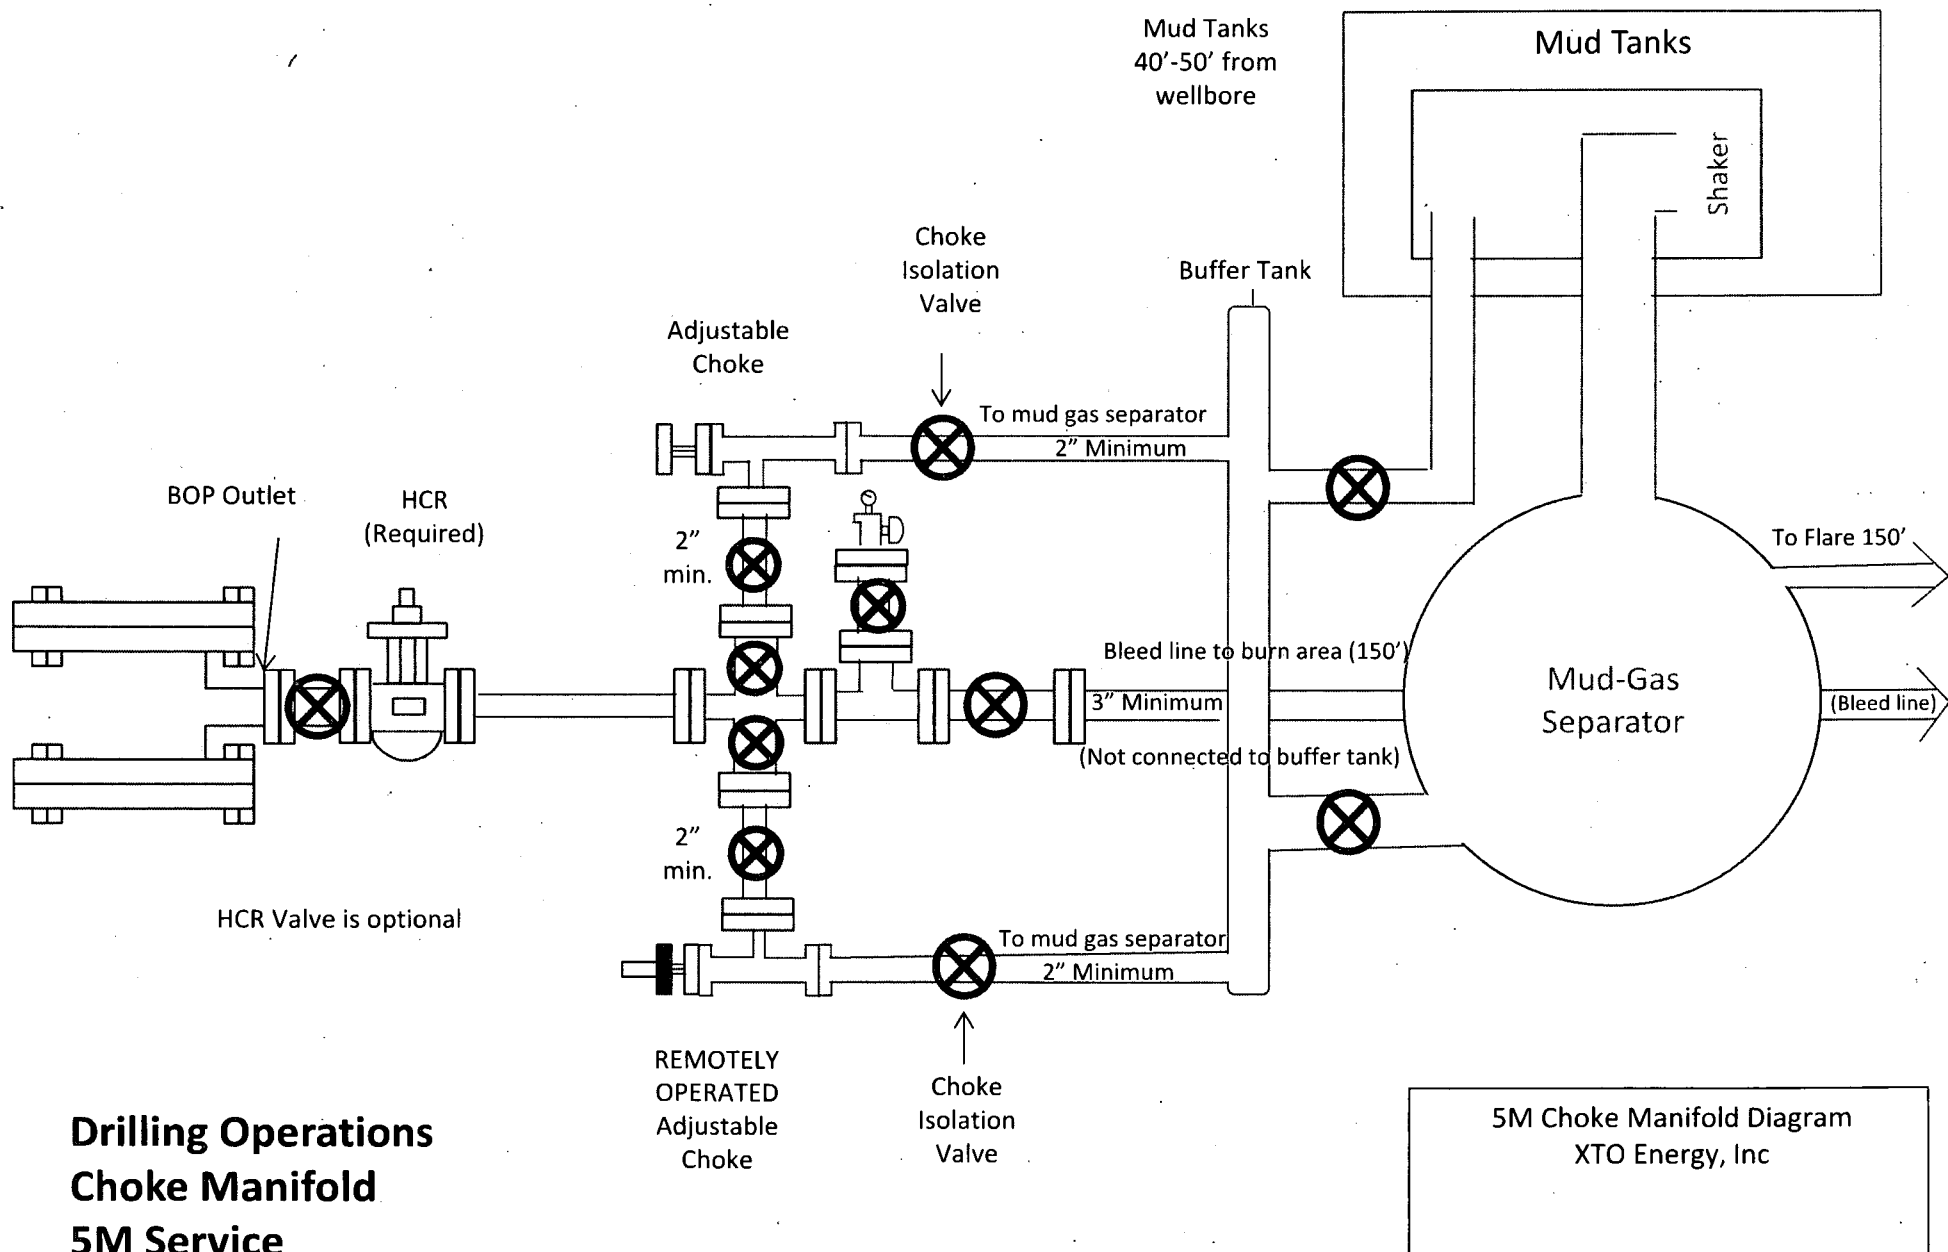 Mud Tanks
40'-50' from
wellbore
Mud Tanks
Shaker
Choke
Isolation
Valve
Buffer Tank
Adjustable
Choke
To mud gas separator
2” Minimum
BOP Outlet
HCR
(Required)
2”
min.
To Flare 150'
Bleed line to burn area (150')
3” Minimum
(Not connected to buffer tank)
Mud-Gas
Separator
(Bleed line)
2”
min.
HCR Valve is optional
To mud gas separator
2” Minimum
REMOTELY
OPERATED
Adjustable
Choke
Choke
Isolation
Valve
Drilling Operations
Choke Manifold
5M Service
5M Choke Manifold Diagram
XTO Energy, Inc